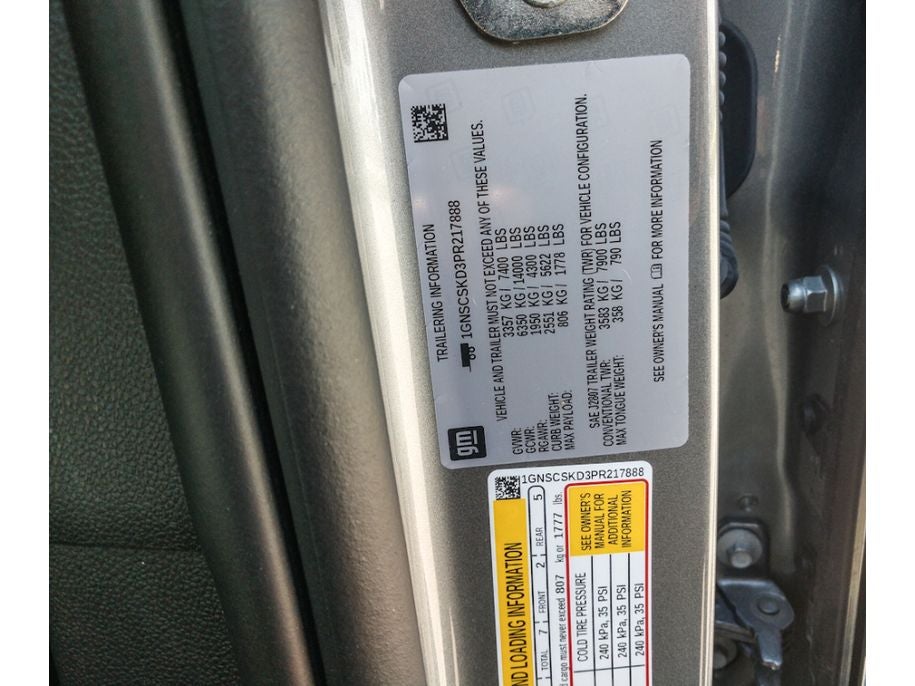 gm
TRAILERING INFORMATION
1GNSCSKD3PR217888
VEHICLE AND TRAILER MUST NOT EXCEED ANY OF THESE VALUES.
GVWR: 3357 KG / 7400 LBS
GCWR: 6350 KG / 14000 LBS
RGAWR: 1950 KG / 4300 LBS
CURB WEIGHT: 2551 KG / 5622 LBS
MAX PAYLOAD: 806 KG / 1778 LBS
SAE J2807 TRAILER WEIGHT RATING (TWR) FOR VEHICLE CONFIGURATION.
CONVENTIONAL TWR: 3583 KG / 7900 LBS
MAX TONGUE WEIGHT: 358 KG / 790 LBS
SEE OWNER'S MANUAL FOR MORE INFORMATION
1GNSCSKD3PR217888
LOADING INFORMATION
TOTAL 7 FRONT 2 REAR 5
cargo must never exceed 807 kg or 1777 lbs.
COLD TIRE PRESSURE
240 kPa, 35 PSI
240 kPa, 35 PSI
240 kPa, 35 PSI
SEE OWNER'S
MANUAL FOR
ADDITIONAL
INFORMATION